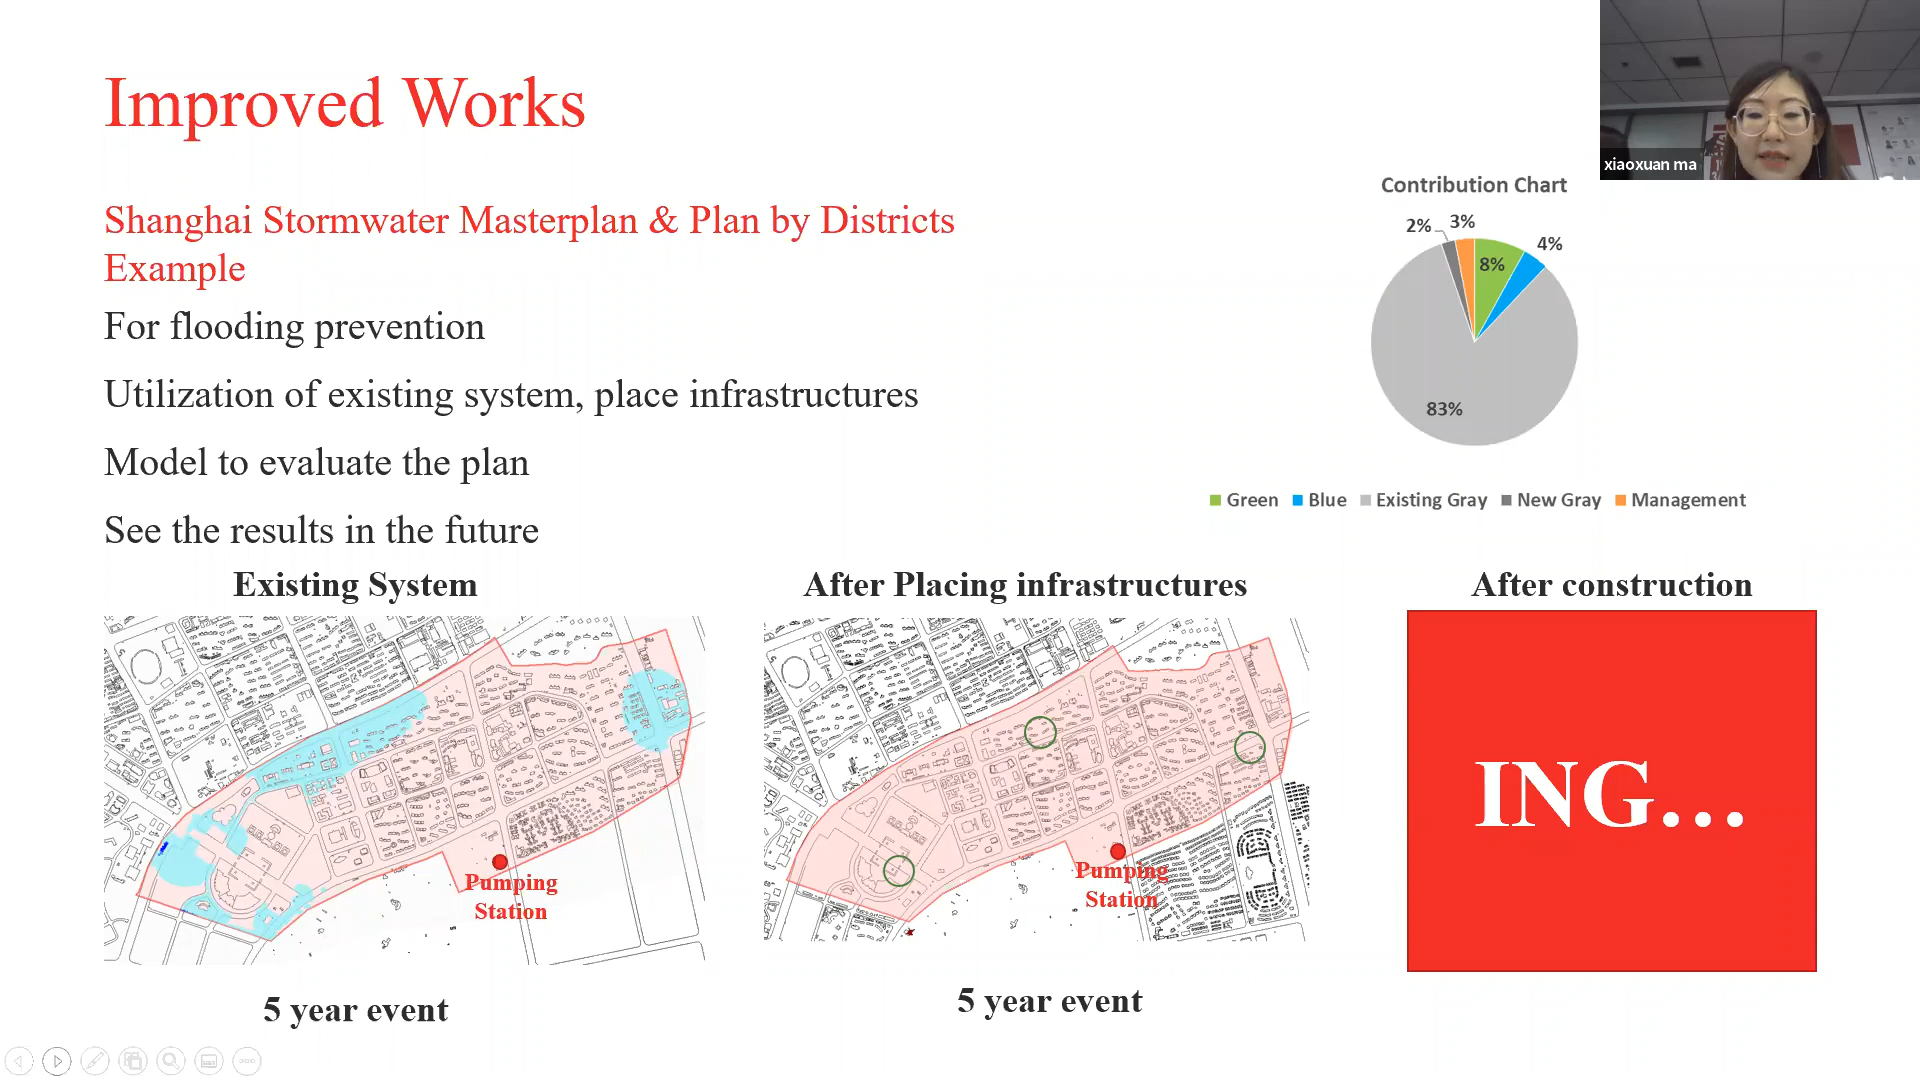 Improved Works
xiaoxuan ma
Shanghai Stormwater Masterplan & Plan by Districts
Example
For flooding prevention
Utilization of existing system, place infrastructures
Model to evaluate the plan
See the results in the future
Contribution Chart
2%
3%
4%
8%
83%
Green
Blue
Existing Gray
New Gray
Management
Existing System
After Placing infrastructures
After construction
Pumping
Station
Pumping
Station
ING...
5 year event
5 year event